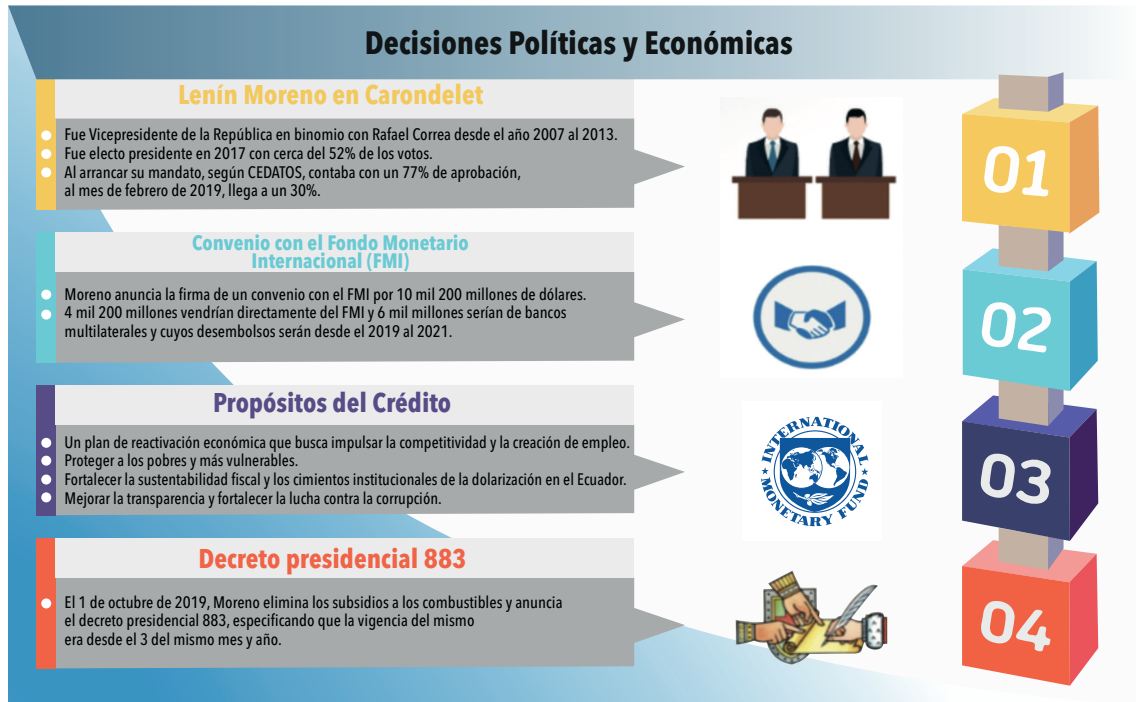 Decisiones Políticas y Económicas
Lenín Moreno en Carondelet
Fue Vicepresidente de la República en binomio con Rafael Correa desde el año 2007 al 2013.
Fue electo presidente en 2017 con cerca del 52% de los votos.
Al arrancar su mandato, según CEDATOS, contaba con un 77% de aprobación,
al mes de febrero de 2019, llega a un 30%.
01
Convenio con el Fondo Monetario
Internacional (FMI)
Moreno anuncia la firma de un convenio con el FMI por 10 mil 200 millones de dólares.
4 mil 200 millones vendrían directamente del FMI y 6 mil millones serían de bancos
multilaterales y cuyos desembolsos serán desde el 2019 al 2021.
02
Propósitos del Crédito
Un plan de reactivación económica que busca impulsar la competitividad y la creación de empleo.
Proteger a los pobres y más vulnerables.
Fortalecer la sustentabilidad fiscal y los cimientos institucionales de la dolarización en el Ecuador.
Mejorar la transparencia y fortalecer la lucha contra la corrupción.
INTERNATIONAL
MONETARY FUND
03
Decreto presidencial 883
El 1 de octubre de 2019, Moreno elimina los subsidios a los combustibles y anuncia
el decreto presidencial 883, especificando que la vigencia del mismo
era desde el 3 del mismo mes y año.
04